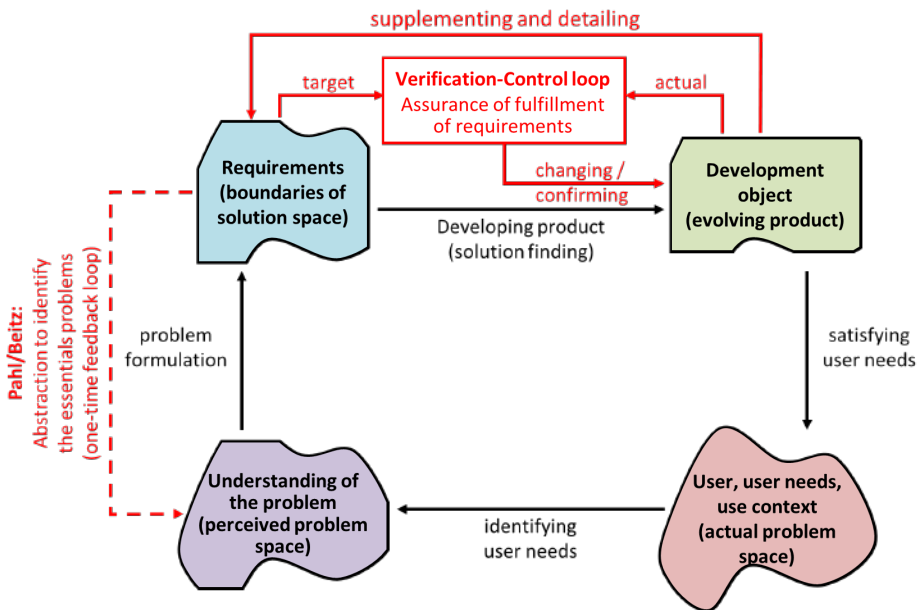 supplementing and detailing
target
Verification-Control loop
Assurance of fulfillment
of requirements
actual
Requirements
(boundaries of
solution space)
changing /
confirming
Development
object
(evolving product)
Developing product
(solution finding)
Pahl/Beitz:
Abstraction to identify
the essentials problems
(one-time feedback loop)
problem
formulation
satisfying
user needs
Understanding of
the problem
(perceived problem
space)
identifying
user needs
User, user needs,
use context
(actual problem
space)